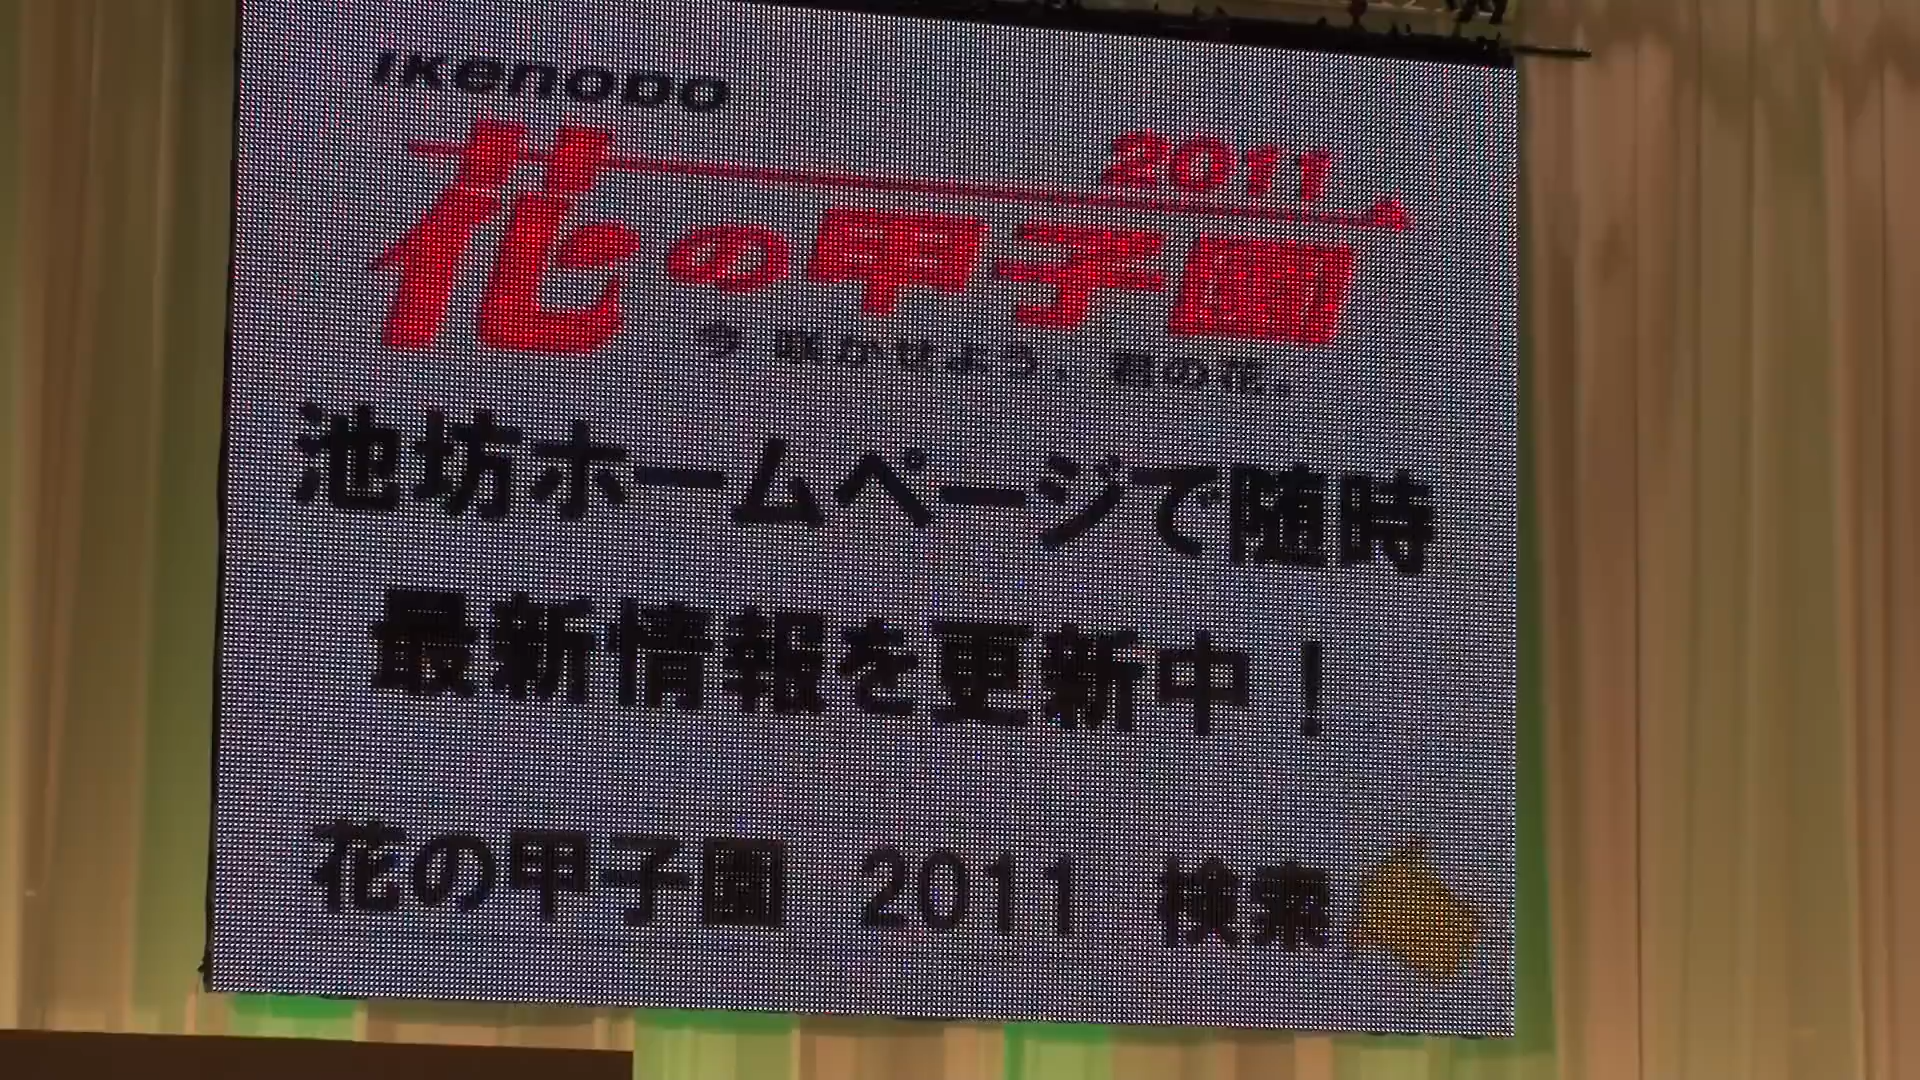 IKENOBO
2011
花の甲子園
今 咲かせよう。君の花。
池坊ホームページで随時
最新情報を更新中！
花の甲子園 2011 検索